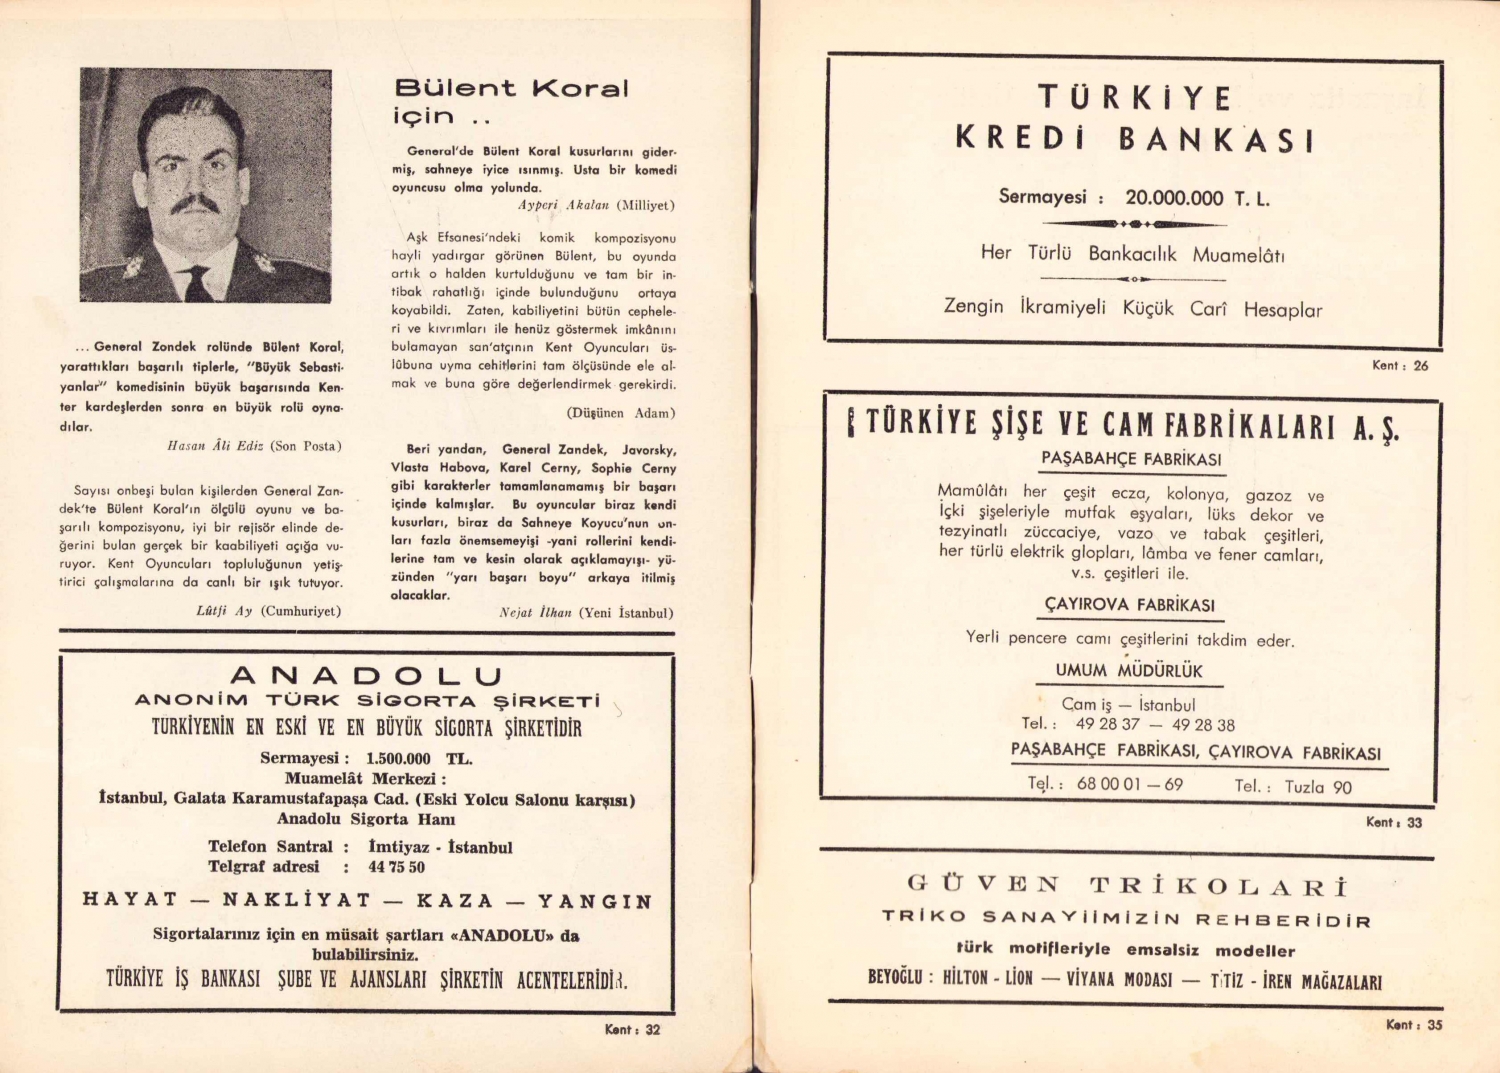 Bülent Koral
için ..
... General Zondek rolünde Bülent Koral,
yarattıkları başarılı tiplerle, "Büyük Sebasti-
yanlar" komedisinin büyük başarısında Ken-
ter kardeşlerden sonra en büyük rolü oyna-
dılar.
Hasan Âli Ediz (Son Posta)
Sayısı onbeşi bulan kişilerden General Zan-
dek'te Bülent Koral'ın ölçülü oyunu ve ba-
şarılı kompozisyonu, iyi bir rejisör elinde de-
ğerini bulan gerçek bir kaabiliyeti açığa vu-
ruyor. Kent Oyuncuları topluluğunun yetiş-
tirici çalışmalarına da canlı bir ışık tutuyor.
Lûtfi Ay (Cumhuriyet)
General'de Bülent Koral kusurlarını gider-
miş, sahneye iyice ısınmış. Usta bir komedi
oyuncusu olma yolunda.
Ayperi Akalan (Milliyet)
Aşk Efsanesi'ndeki komik kompozisyonu
hayli yadırgar görünen Bülent, bu oyunda
artık o halden kurtulduğunu ve tam bir in-
tibak rahatlığı içinde bulunduğunu ortaya
koyabildi. Zaten, kabiliyetini bütün cephele-
ri ve kıvrımları ile henüz göstermek imkânını
bulamayan san'atçının Kent Oyuncuları üs-
lûbuna uyma cehitlerini tam ölçüsünde ele al-
mak ve buna göre değerlendirmek gerekirdi.
(Düşünen Adam)
Beri yandan, General Zandek, Javorsky,
Vlasta Habova, Karel Cerny, Sophie Cerny
gibi karakterler tamamlanamamış bir başarı
içinde kalmışlar. Bu oyuncular biraz kendi
kusurları, biraz da Sahneye Koyucu'nun on-
ları fazla önemsemeyişi -yani rollerini kendi-
lerine tam ve kesin olarak açıklamayışı- yü-
zünden "yarı başarı boyu" arkaya itilmiş
olacaklar.
Nejat İlhan (Yeni İstanbul)
ANADOLU
ANONİM TÜRK SİGORTA ŞİRKETİ
TÜRKİYENİN EN ESKİ VE EN BÜYÜK SİGORTA ŞİRKETİDİR
Sermayesi : 1.500.000 TL.
Muamelât Merkezi :
İstanbul, Galata Karamustafapaşa Cad. (Eski Yolcu Salonu karşısı)
Anadolu Sigorta Hanı
Telefon Santral : İmtiyaz - İstanbul
Telgraf adresi : 44 75 50
HAYAT — NAKLİYAT — KAZA — YANGIN
Sigortalarınız için en müsait şartları «ANADOLU» da
bulabilirsiniz.
TÜRKİYE İŞ BANKASI ŞUBE VE AJANSLARI ŞİRKETİN ACENTELERİDİR.
Kent : 32
TÜRKİYE
KREDİ BANKASI
Sermayesi : 20.000.000 T. L.
Her Türlü Bankacılık Muamelâtı
Zengin İkramiyeli Küçük Carî Hesaplar
Kent : 26
TÜRKİYE ŞİŞE VE CAM FABRİKALARI A. Ş.
PAŞABAHÇE FABRİKASI
Mamûlâtı her çeşit ecza, kolonya, gazoz ve
İçki şişeleriyle mutfak eşyaları, lüks dekor ve
tezyinatlı züccaciye, vazo ve tabak çeşitleri,
her türlü elektrik glopları, lâmba ve fener camları,
v.s. çeşitleri ile.
ÇAYIROVA FABRİKASI
Yerli pencere camı çeşitlerini takdim eder.
UMUM MÜDÜRLÜK
Cam iş — İstanbul
Tel. : 49 28 37 — 49 28 38
PAŞABAHÇE FABRİKASI, ÇAYIROVA FABRİKASI
Tel. : 68 00 01 — 69 Tel. : Tuzla 90
Kent : 33
GÜVEN TRİKOLARİ
TRİKO SANAYİİMİZİN REHBERİDİR
türk motifleriyle emsalsiz modeller
BEYOĞLU : HİLTON - LİON — VİYANA MODASI — TİTİZ - İREN MAĞAZALARI
Kent : 35